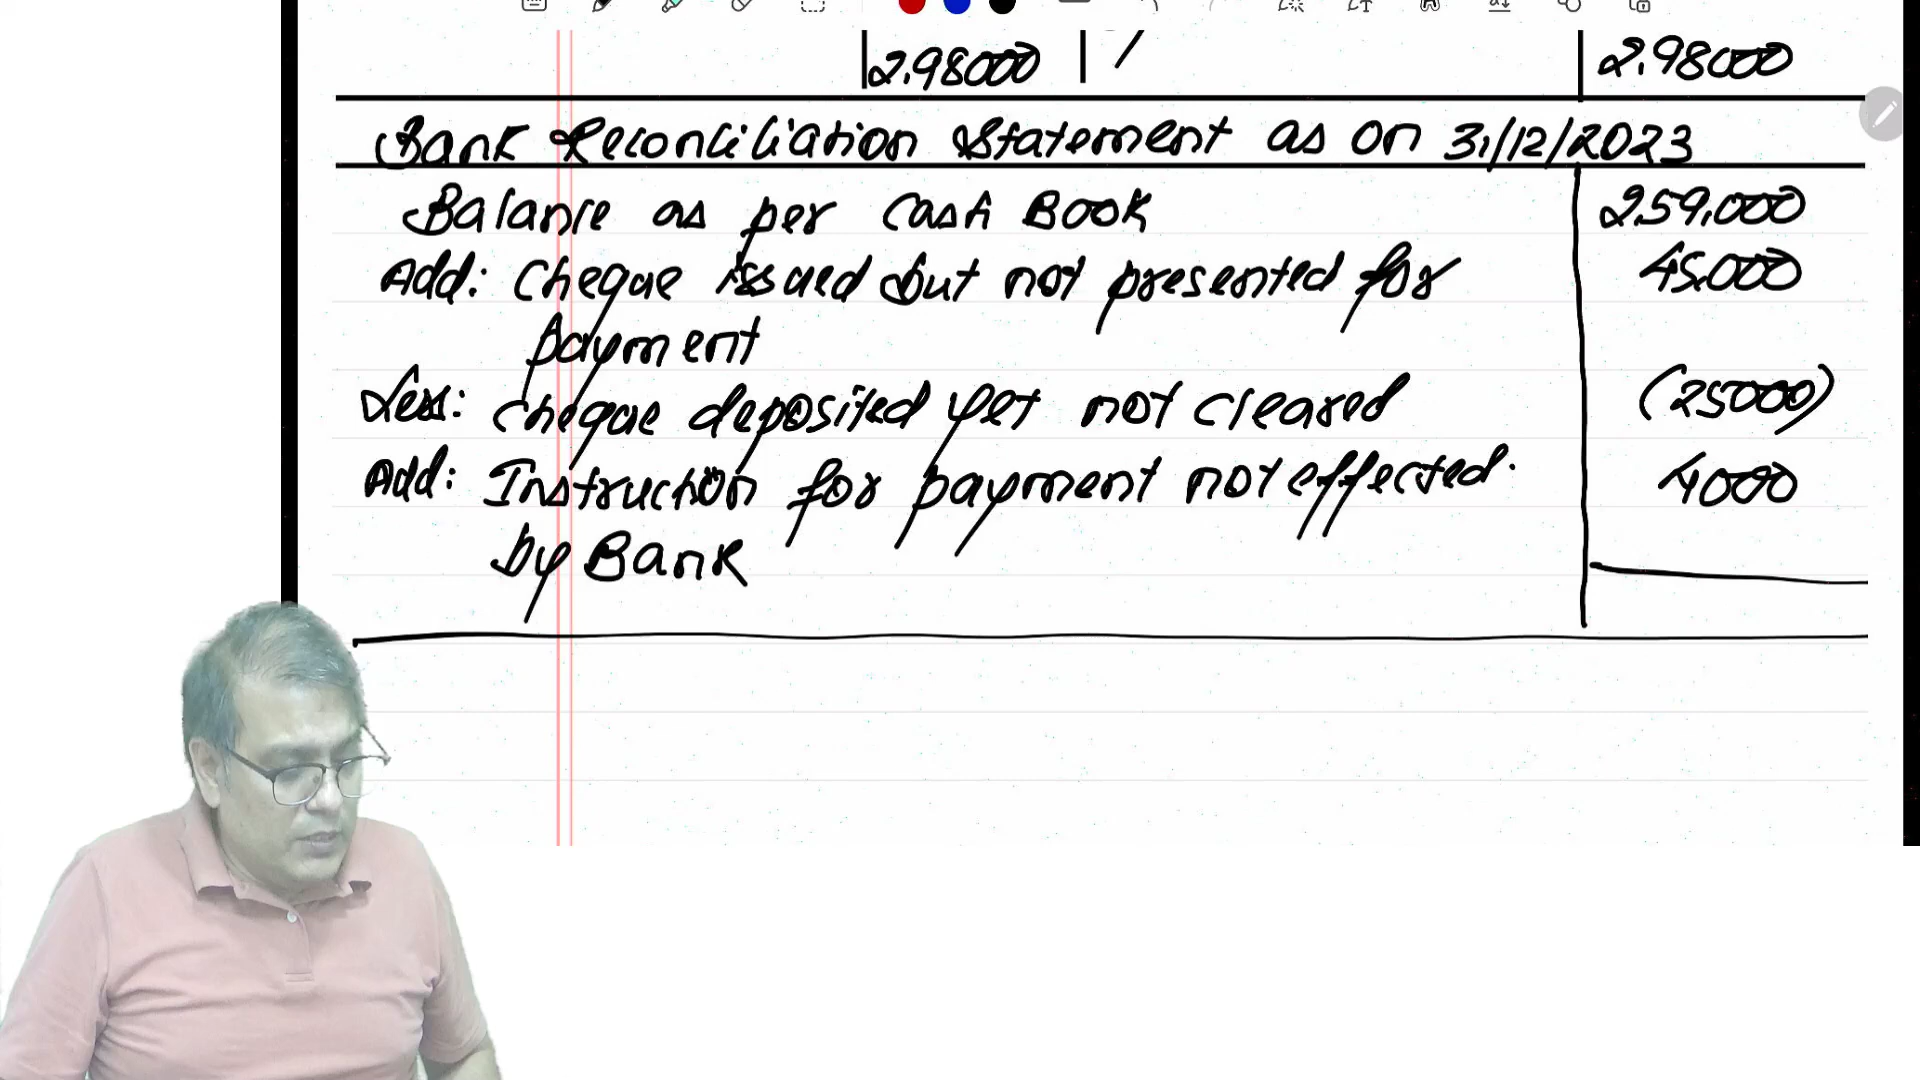 2,98000 2,98000
Bank Reconciliation Statement as on 31/12/2023
Balance as per Cash Book 259,000
Add: Cheque issued but not presented for 45,000
payment
Less: Cheque deposited yet not cleared (25000)
Add: Instruction for payment not effected. 4000
by Bank